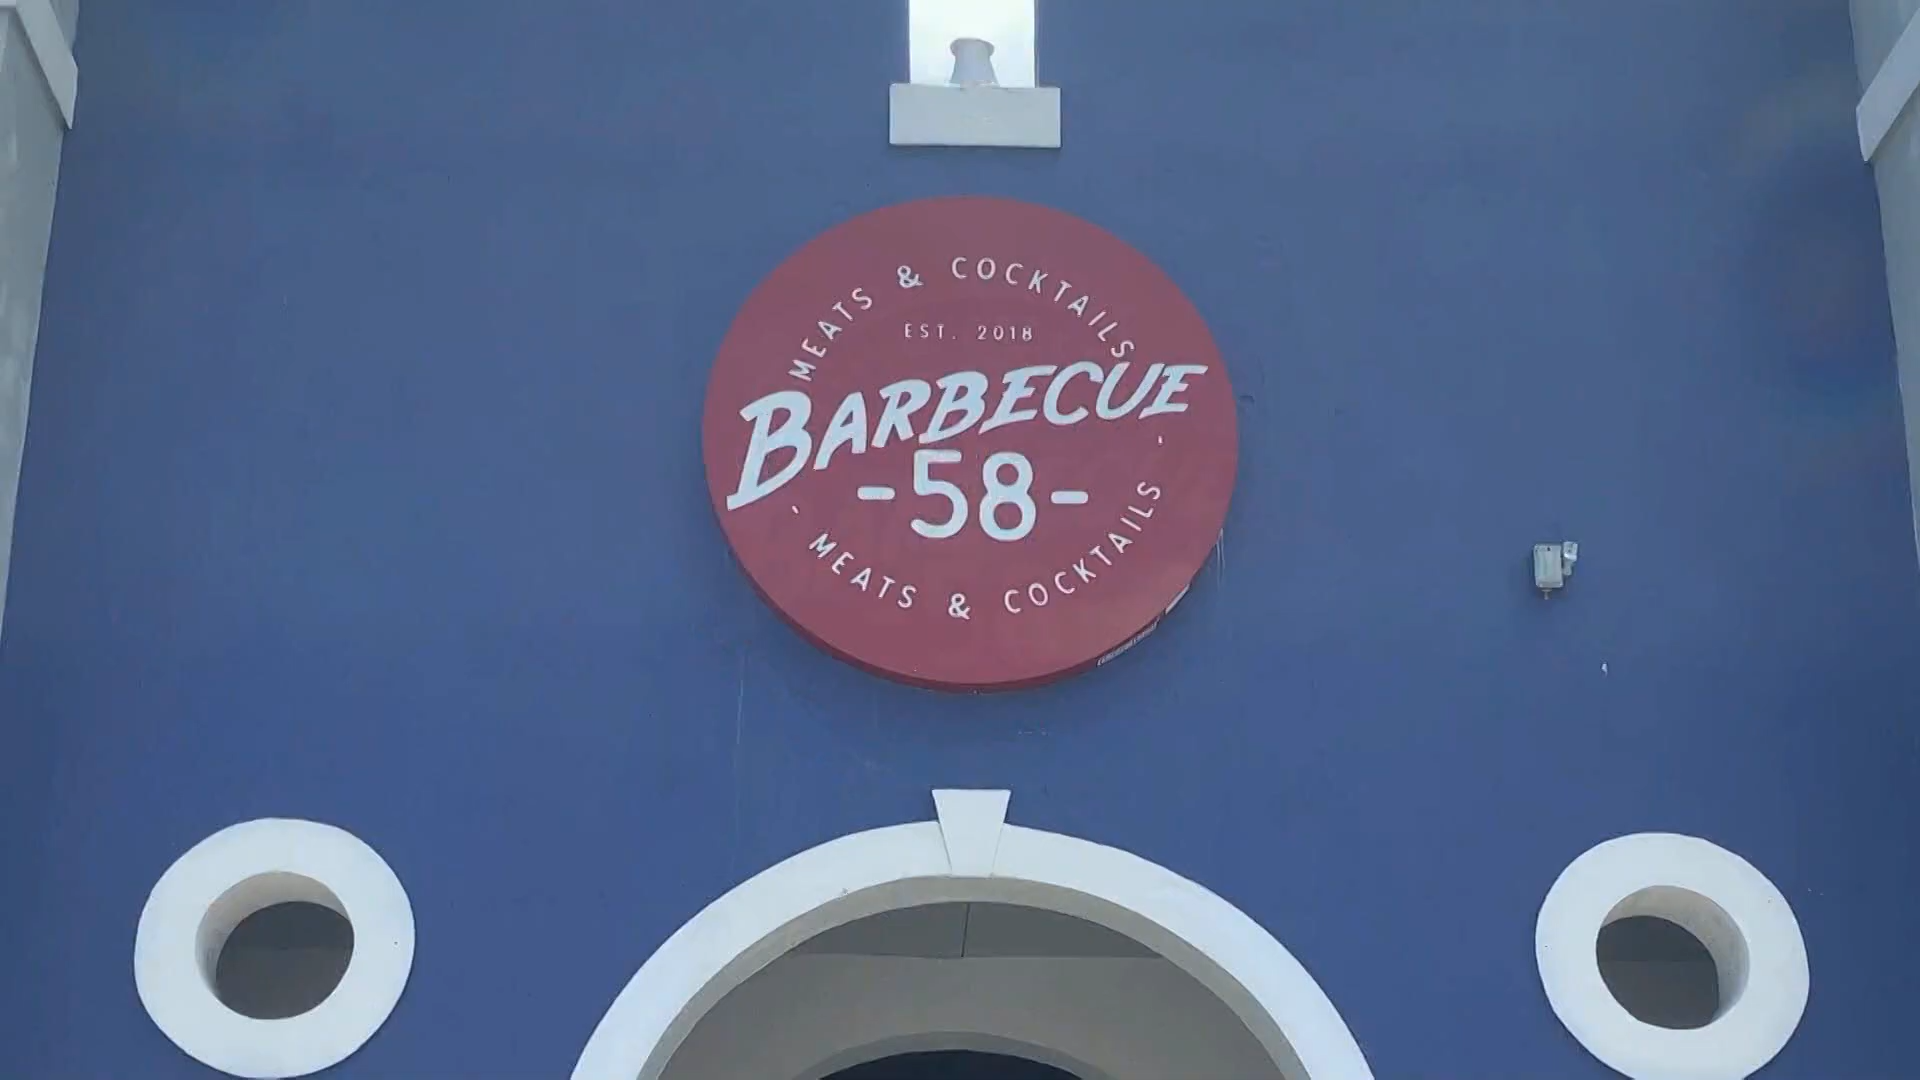 MEATS & COCKTAILS
EST. 2018
BARBECUE
-58-
- MEATS & COCKTAILS -